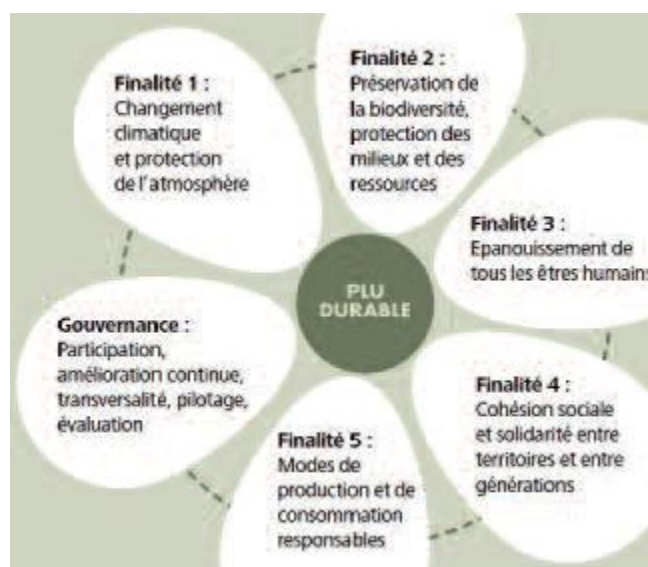 Finalité 1 :
Changement
climatique
et protection
de l'atmosphère
Finalité 2 :
Préservation de
la biodiversité,
protection des
milieux et des
ressources
Finalité 3 :
Epanouissement de
tous les êtres humains
PLU
DURABLE
Finalité 4 :
Cohésion sociale
et solidarité entre
territoires et entre
générations
Finalité 5 :
Modes de
production et de
consommation
responsables
Gouvernance :
Participation,
amélioration continue,
transversalité, pilotage,
évaluation